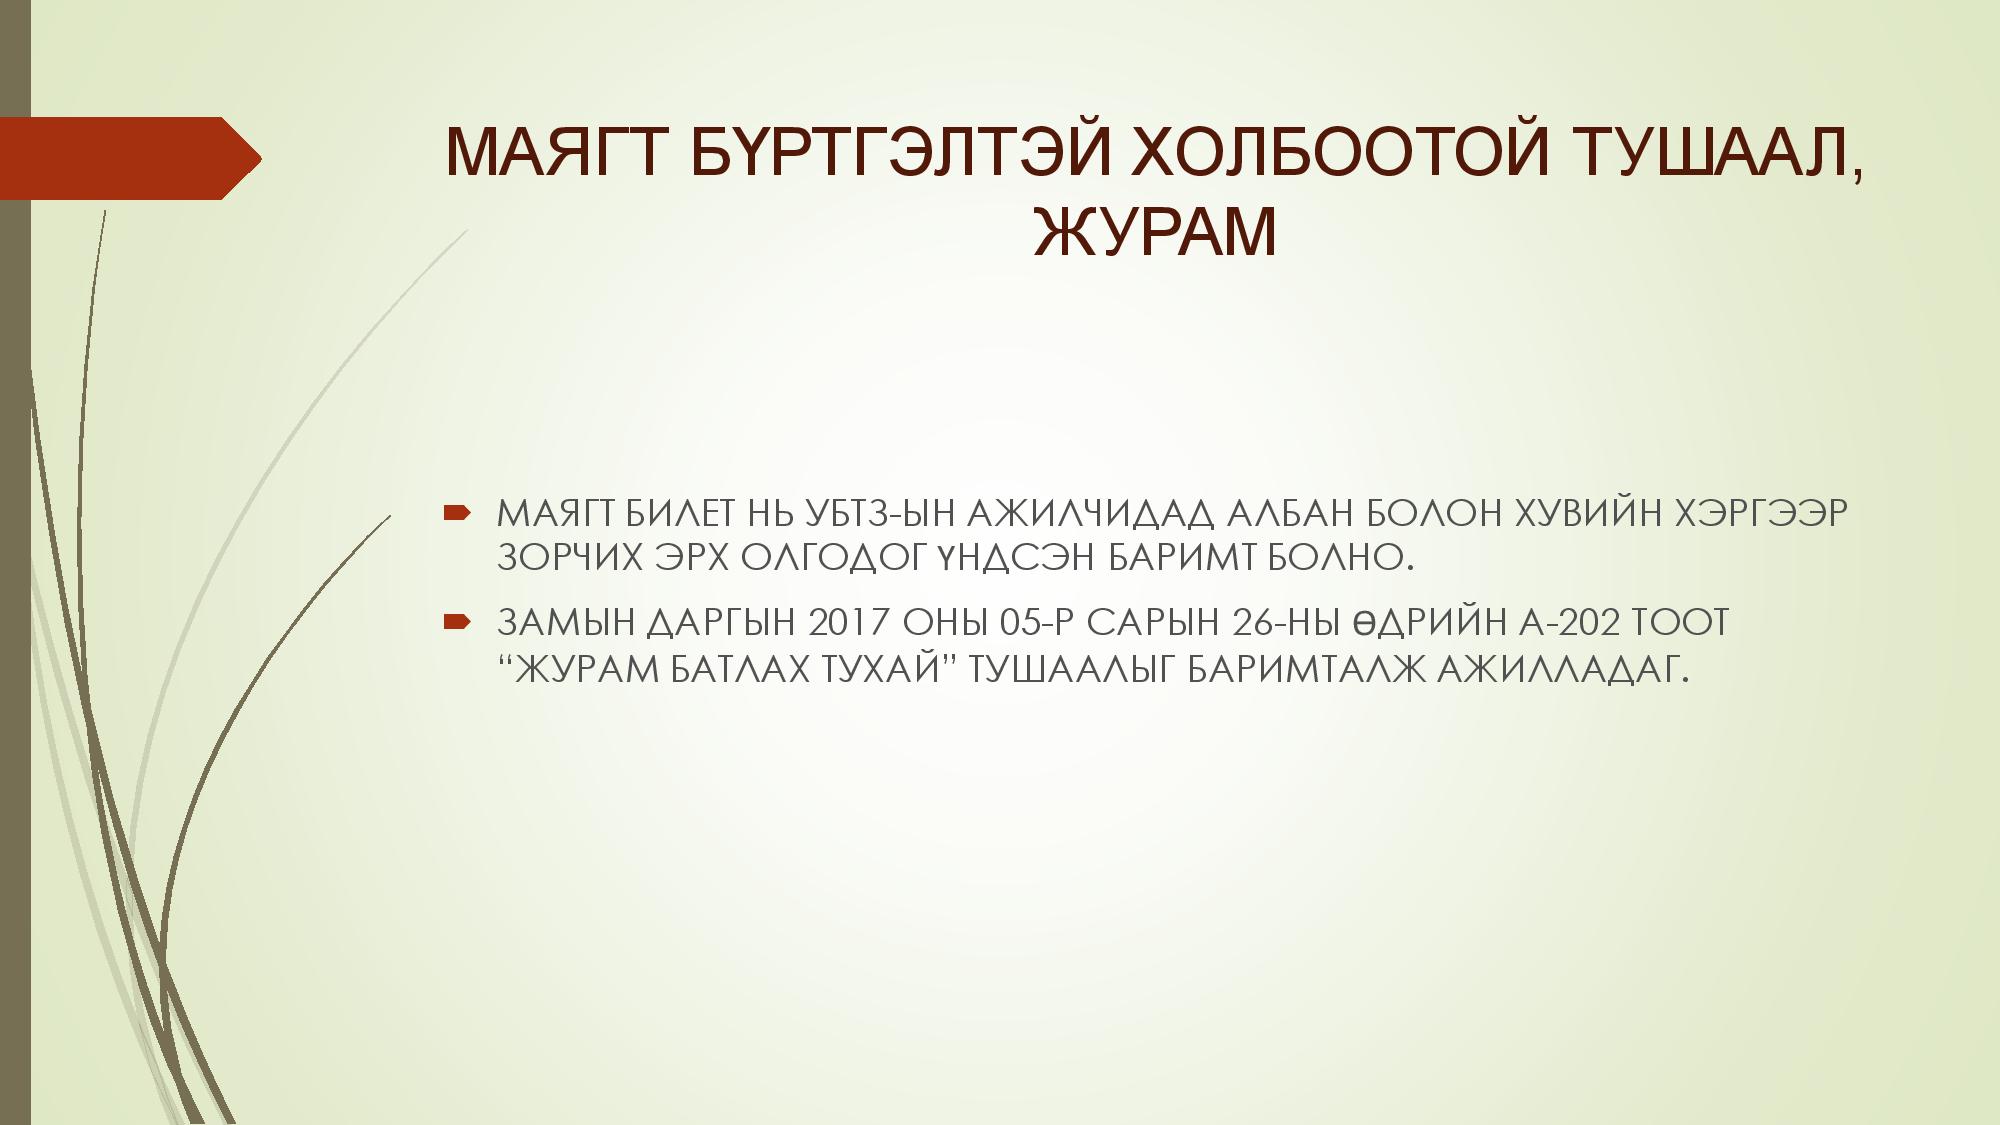 МАЯГТ БҮРТГЭЛТЭЙ ХОЛБООТОЙ ТУШААЛ,
ЖУРАМ
МАЯГТ БИЛЕТ НЬ УБТЗ-ЫН АЖИЛЧИДАД АЛБАН БОЛОН ХУВИЙН ХЭРГЭЭР
ЗОРЧИХ ЭРХ ОЛГОДОГ ҮНДСЭН БАРИМТ БОЛНО.
ЗАМЫН ДАРГЫН 2017 ОНЫ 05-Р САРЫН 26-НЫ ӨДРИЙН А-202 ТООТ
“ЖУРАМ БАТЛАХ ТУХАЙ” ТУШААЛЫГ БАРИМТАЛЖ АЖИЛЛАДАГ.